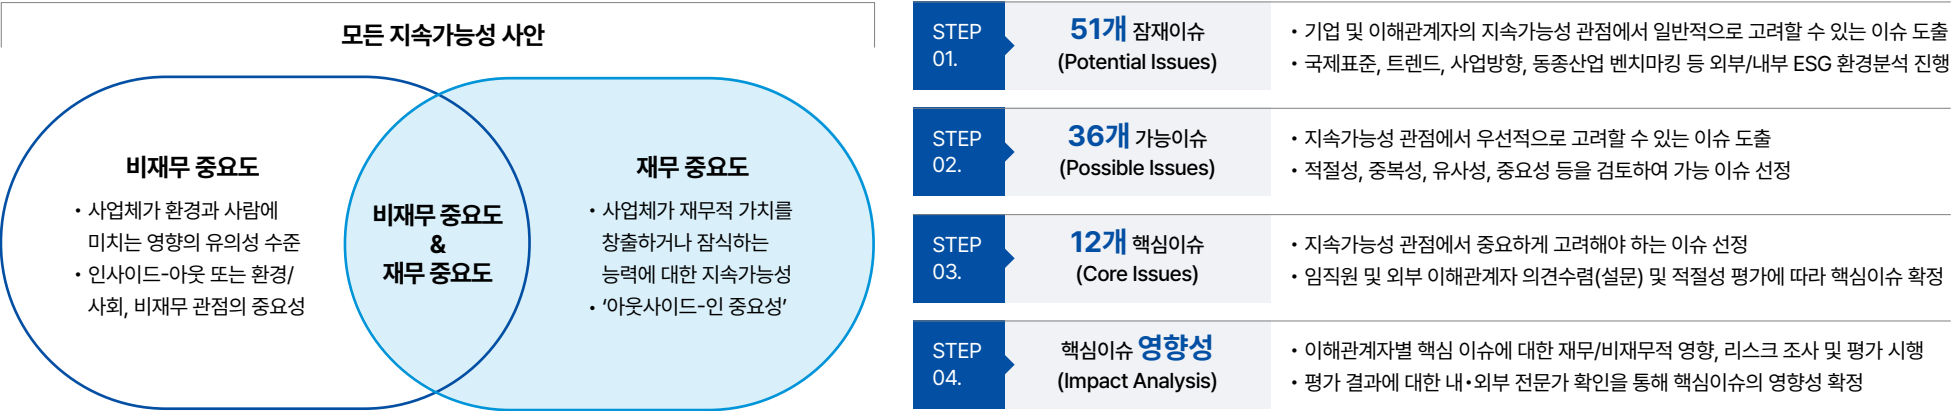 모든 지속가능성 사안
비재무 중요도
• 사업체가 환경과 사람에
미치는 영향의 유의성 수준
• 인사이드-아웃 또는 환경/
사회, 비재무 관점의 중요성
비재무 중요도
&
재무 중요도
재무 중요도
• 사업체가 재무적 가치를
창출하거나 잠식하는
능력에 대한 지속가능성
• ‘아웃사이드-인 중요성’
STEP
01.
51개 잠재이슈
(Potential Issues)
• 기업 및 이해관계자의 지속가능성 관점에서 일반적으로 고려할 수 있는 이슈 도출
• 국제표준, 트렌드, 사업방향, 동종산업 벤치마킹 등 외부/내부 ESG 환경분석 진행
STEP
02.
36개 가능이슈
(Possible Issues)
• 지속가능성 관점에서 우선적으로 고려할 수 있는 이슈 도출
• 적절성, 중복성, 유사성, 중요성 등을 검토하여 가능 이슈 선정
STEP
03.
12개 핵심이슈
(Core Issues)
• 지속가능성 관점에서 중요하게 고려해야 하는 이슈 선정
• 임직원 및 외부 이해관계자 의견수렴(설문) 및 적절성 평가에 따라 핵심이슈 확정
STEP
04.
핵심이슈 영향성
(Impact Analysis)
• 이해관계자별 핵심 이슈에 대한 재무/비재무적 영향, 리스크 조사 및 평가 시행
• 평가 결과에 대한 내•외부 전문가 확인을 통해 핵심이슈의 영향성 확정